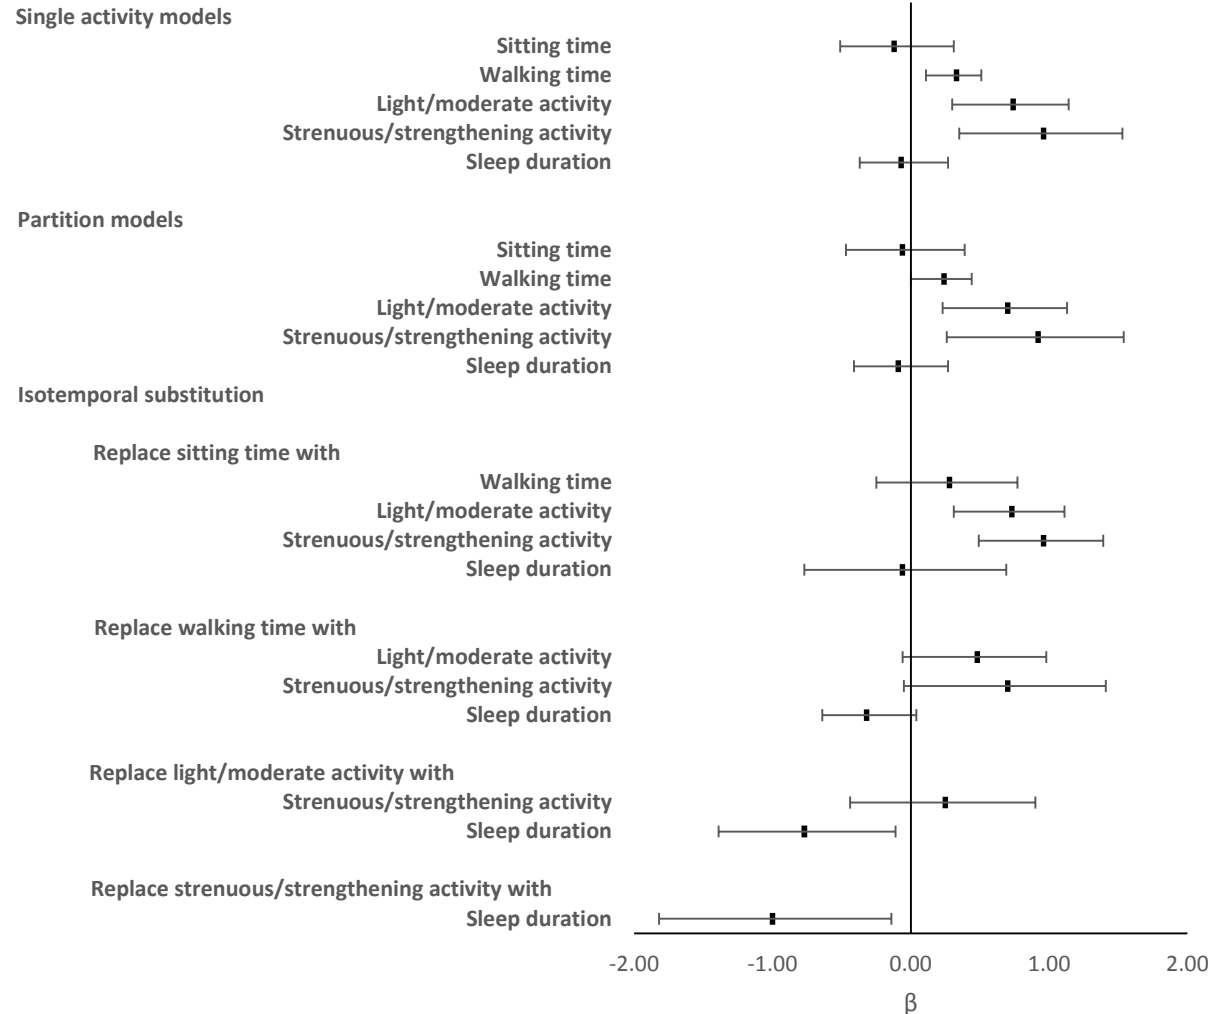 Single activity models
Sitting time
Walking time
Light/moderate activity
Strenuous/strengthening activity
Sleep duration
Partition models
Sitting time
Walking time
Light/moderate activity
Strenuous/strengthening activity
Sleep duration
Isotemporal substitution
Replace sitting time with
Walking time
Light/moderate activity
Strenuous/strengthening activity
Sleep duration
Replace walking time with
Light/moderate activity
Strenuous/strengthening activity
Sleep duration
Replace light/moderate activity with
Strenuous/strengthening activity
Sleep duration
Replace strenuous/strengthening activity with
Sleep duration
-2.00 -1.00 0.00 1.00 2.00
β